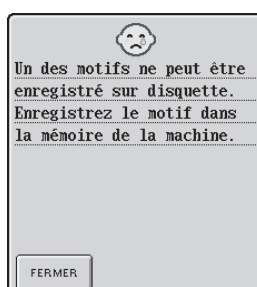 Un des motifs ne peut être
enregistré sur disquette.
Enregistrez le motif dans
la mémoire de la machine.
FERMER